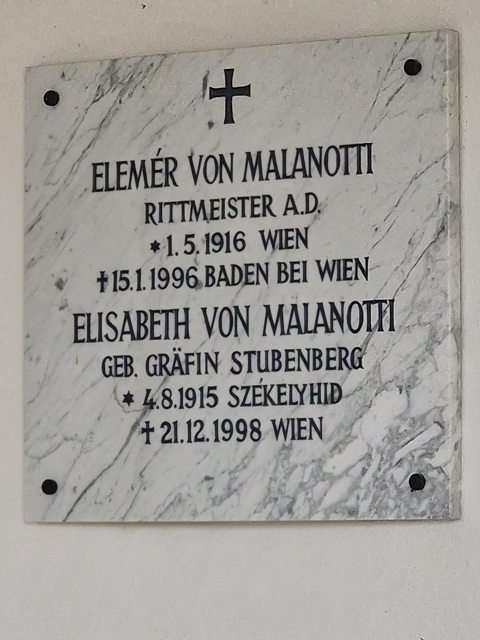 ELEMÉR VON MALANOTTI
RITTMEISTER A.D.
*1.5.1916 WIEN
†15.1.1996 BADEN BEI WIEN
ELISABETH VON MALANOTTI
GEB. GRÄFIN STUBENBERG
*4.8.1915 SZÉKELYHID
†21.12.1998 WIEN